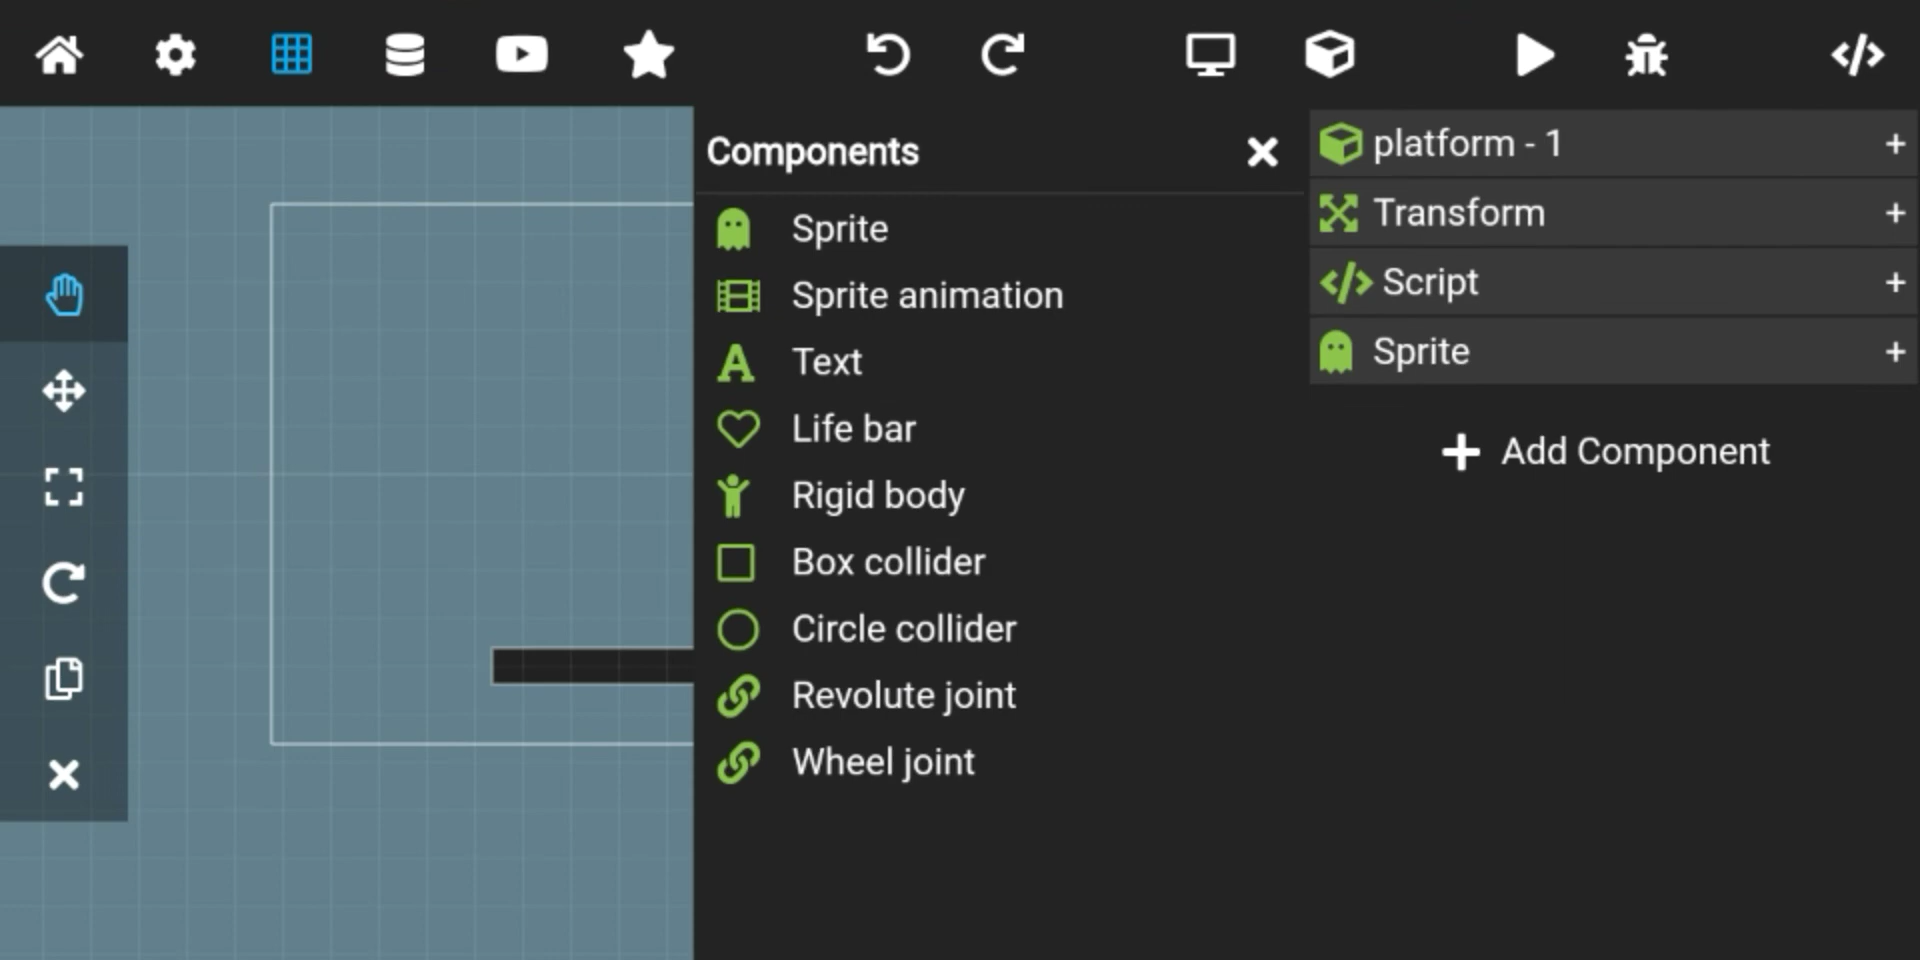 Components
Sprite
Sprite animation
Text
Life bar
Rigid body
Box collider
Circle collider
Revolute joint
Wheel joint
platform - 1
Transform
Script
Sprite
Add Component